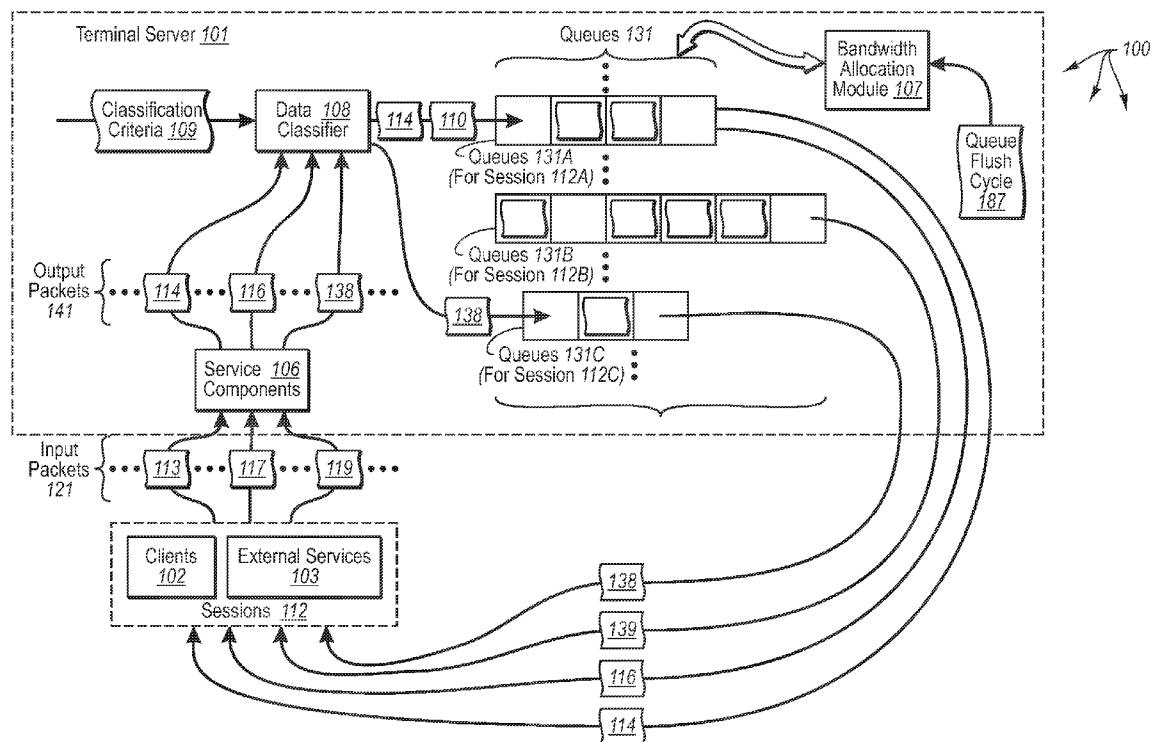 Terminal Server 101
Queues 131
Bandwidth
Allocation
Module 107
100
Classification
Criteria 109
Data 108
Classifier
114
110
Queues 131A
(For Session 112A)
Queue
Flush
Cycle
187
Queues 131B
(For Session 112B)
Output
Packets
141
114
116
138
138
Queues 131C
(For Session 112C)
Service 106
Components
Input
Packets
121
113
117
119
Clients
102
External Services
103
Sessions 112
138
139
116
114